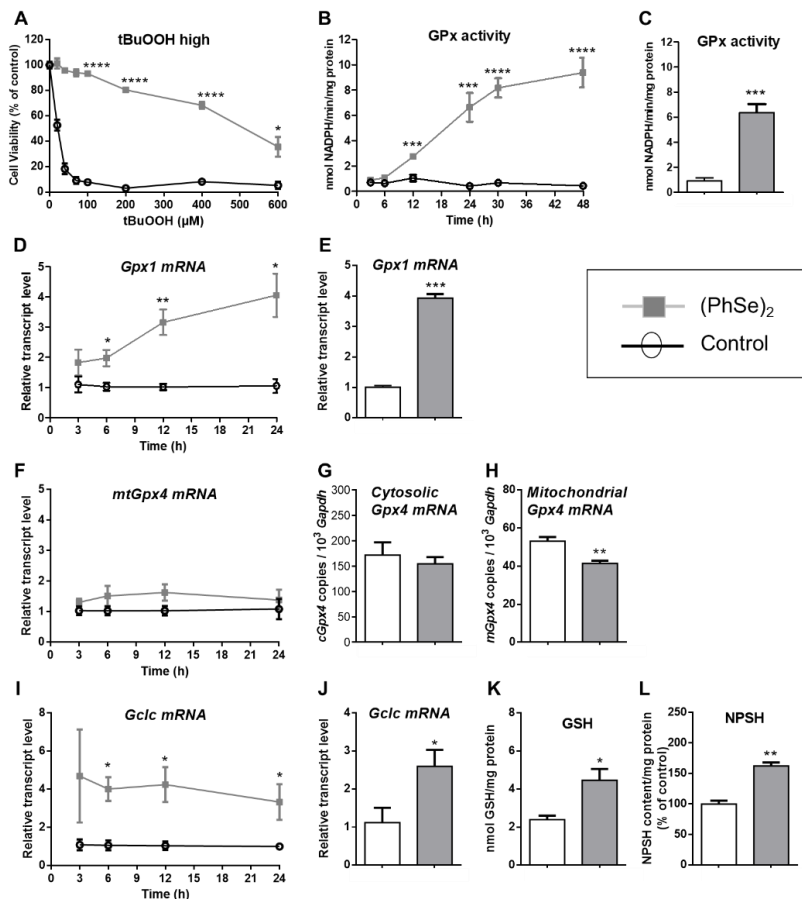 A
tBuOOH high
Cell Viability (% of control)
120
100
80
60
40
20
0
****
****
****
*
0 100 200 300 400 500 600
tBuOOH (µM)
B
GPx activity
nmol NADPH/min/mg protein
12
10
8
6
4
2
0
***
***
****
****
0 6 12 18 24 30 36 42 48
Time (h)
C
GPx activity
nmol NADPH/min/mg protein
10
8
6
4
2
0
***
D
Gpx1 mRNA
Relative transcript level
5
4
3
2
1
0
*
**
*
0 3 6 9 12 15 18 21 24
Time (h)
E
Gpx1 mRNA
Relative transcript level
5
4
3
2
1
0
***
(PhSe)2
Control
F
mtGpx4 mRNA
Relative transcript level
5
4
3
2
1
0
0 3 6 9 12 15 18 21 24
Time (h)
G
Cytosolic
Gpx4 mRNA
cGpx4 copies / 10³ Gapdh
300
250
200
150
100
50
0
H
Mitochondrial
Gpx4 mRNA
mGpx4 copies / 10³ Gapdh
80
60
40
20
0
**
I
Gclc mRNA
Relative transcript level
8
6
4
2
0
*
*
*
0 3 6 9 12 15 18 21 24
Time (h)
J
Gclc mRNA
Relative transcript level
4
3
2
1
0
*
K
GSH
nmol GSH/mg protein
8
6
4
2
0
*
L
NPSH
NPSH content/mg protein
(% of control)
250
200
150
100
50
0
**